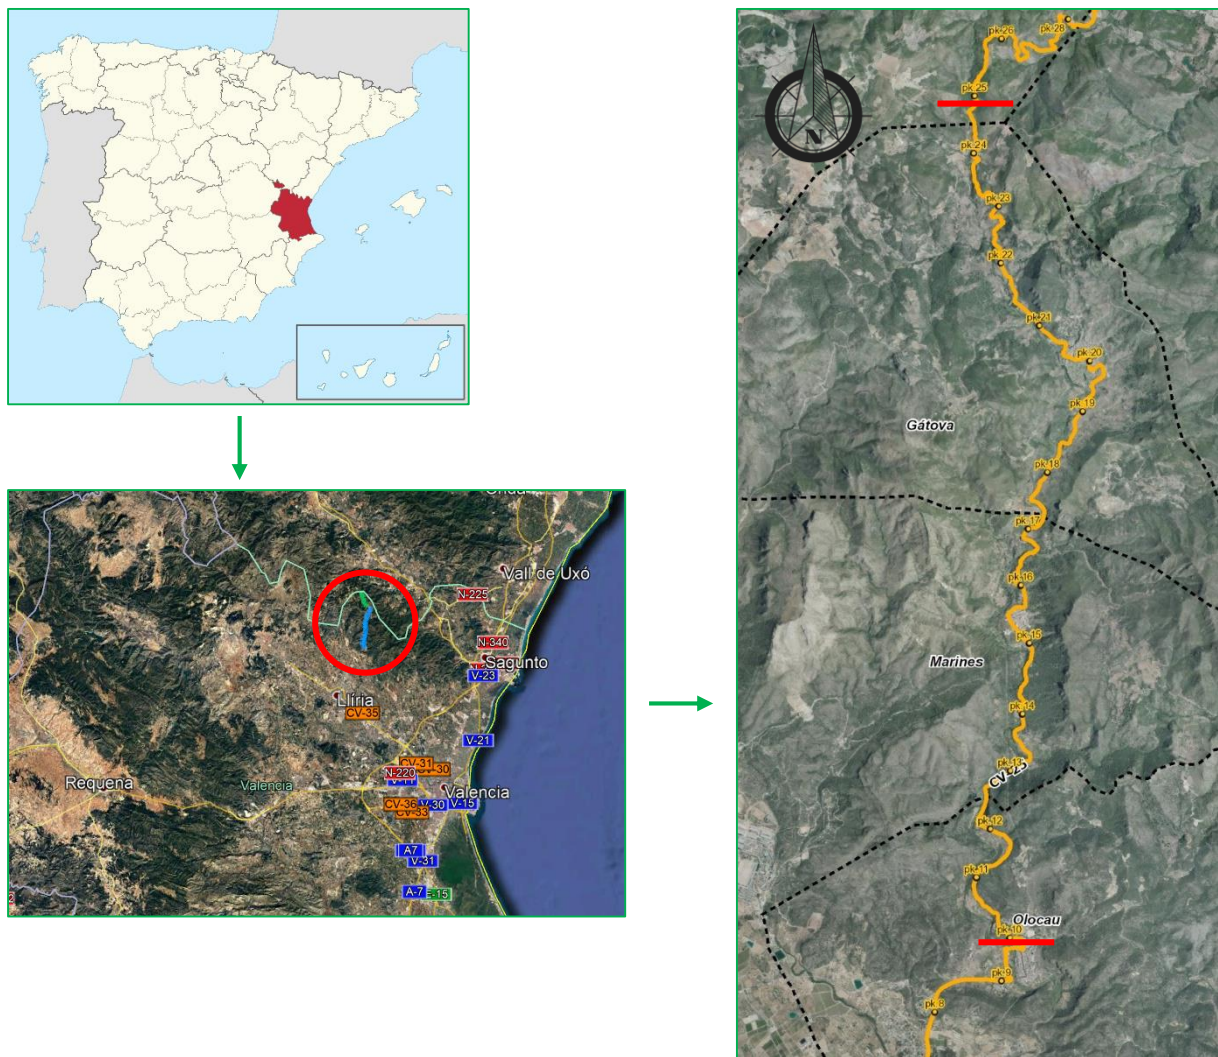 Onda
Vall de Uxó
N-225
N-340
Sagunto
V-23
Llíria
CV-35
V-21
CV-31
CV-30
N-220
V-11
Requena
Valencia
Valencia
CV-36
V-30
V-15
CV-33
A7
V-31
A-7
E-15
N
pk 28
pk 26
pk 25
pk 24
pk 23
pk 22
pk 21
pk 20
pk 19
Gátova
pk 18
pk 17
pk 16
pk 15
Marines
pk 14
pk 13
CV-25
pk 12
pk 11
Olocau
pk 10
pk 9
pk 8